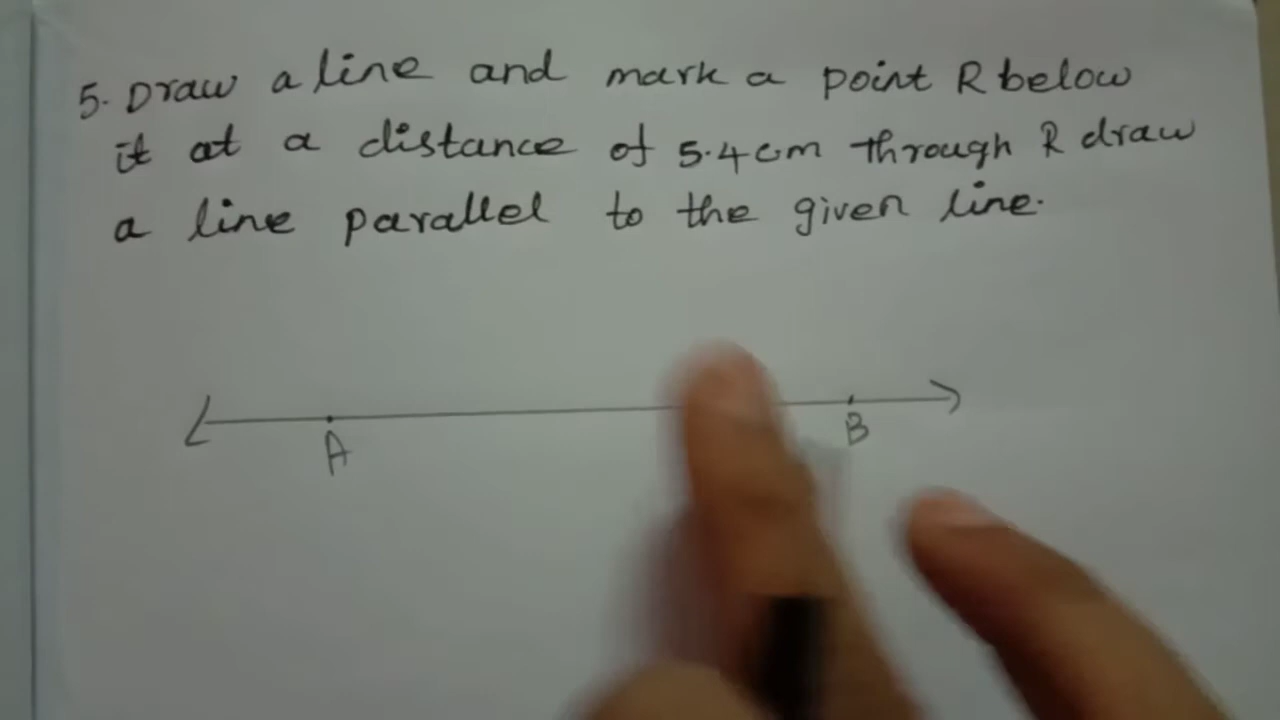 5. Draw a line and mark a point R below
it at a distance of 5.4cm through R draw
a line parallel to the given line.
A
B